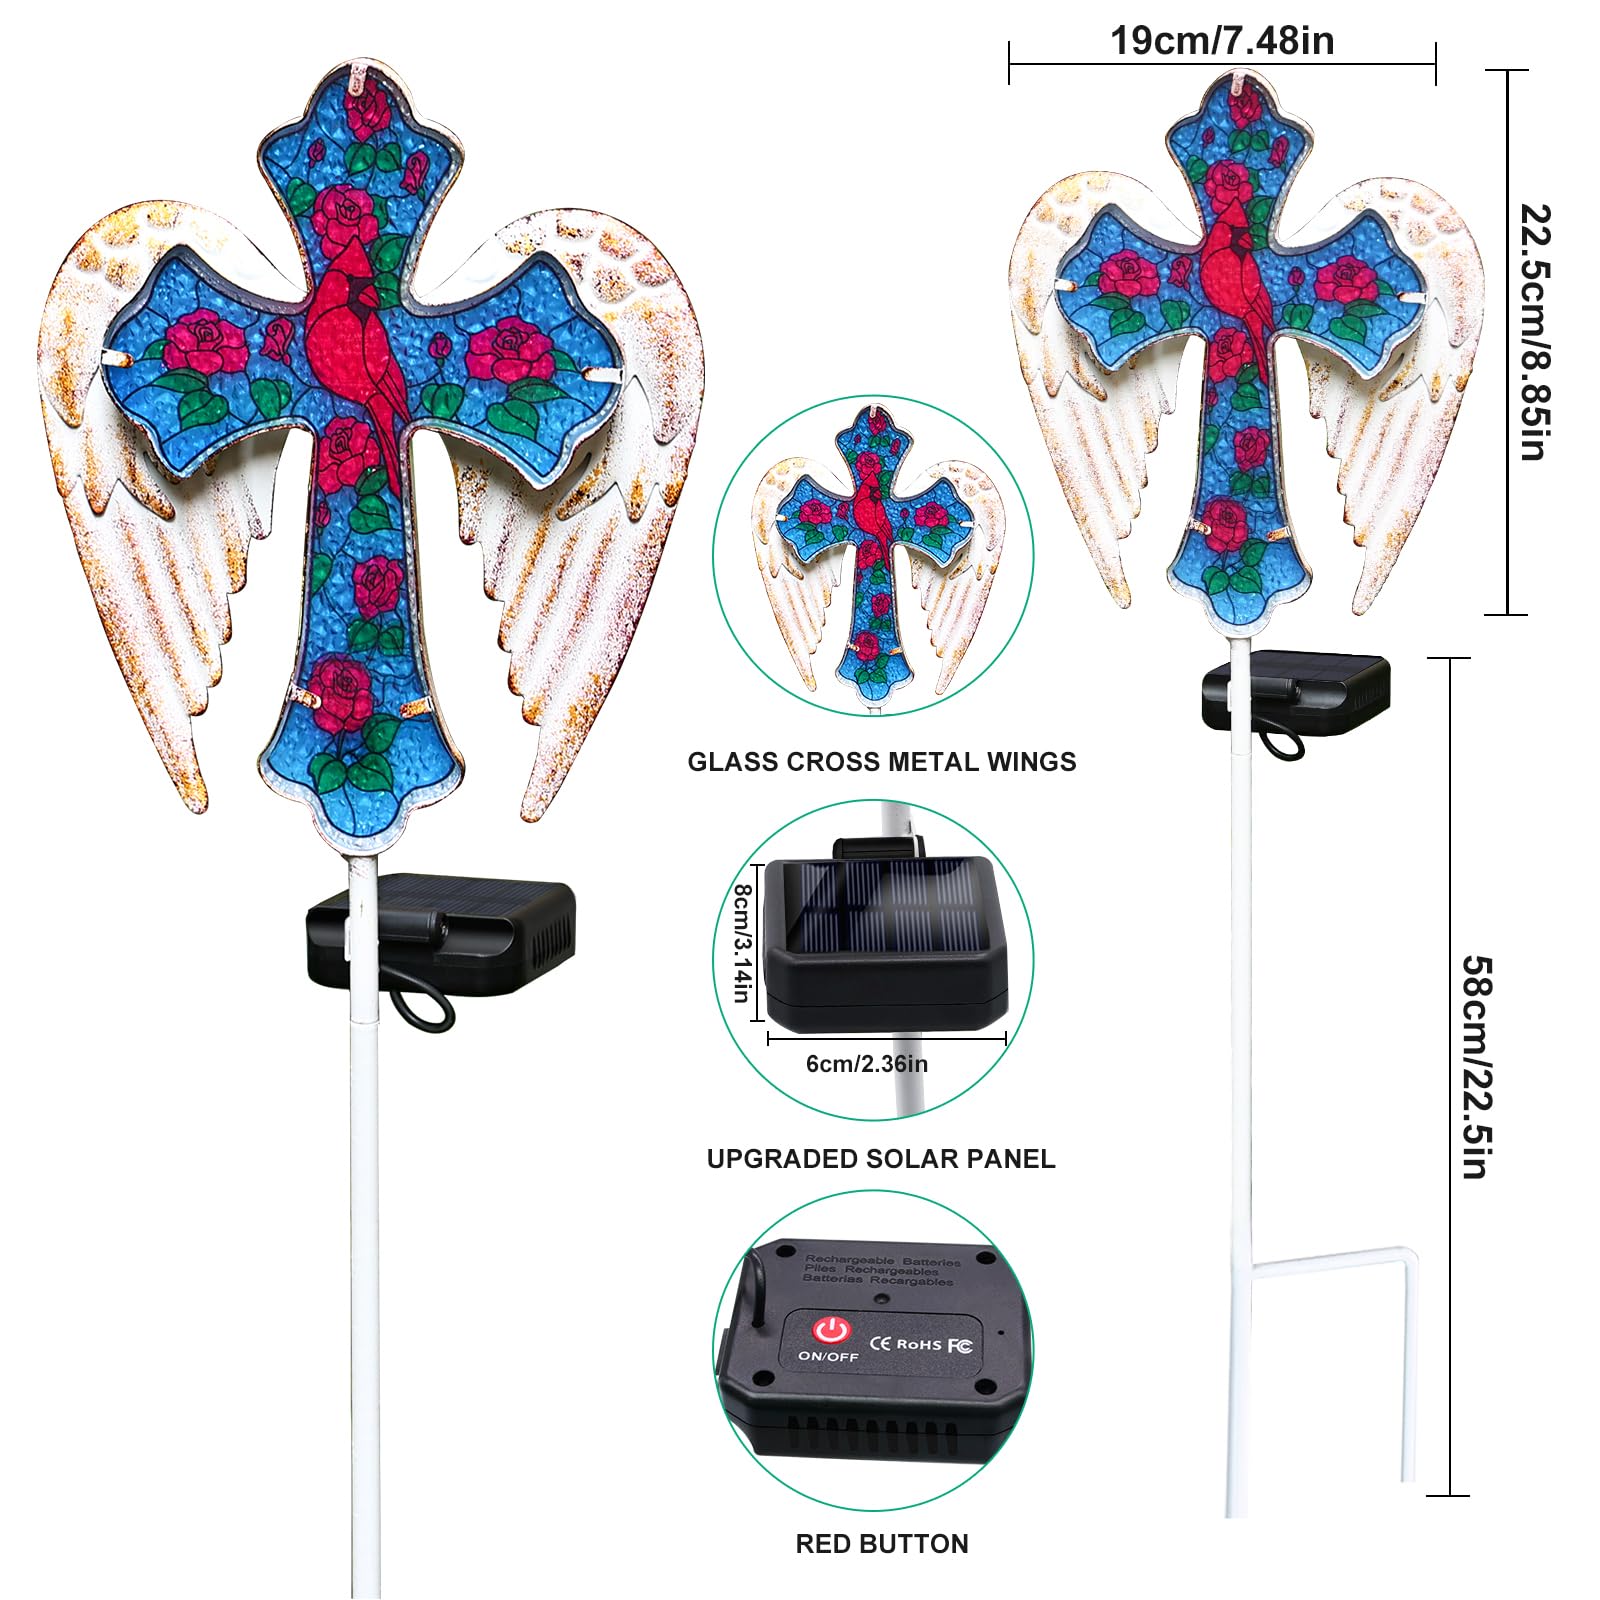 19cm/7.48in
22.5cm/8.85in
GLASS CROSS METAL WINGS
8cm/3.14in
6cm/2.36in
UPGRADED SOLAR PANEL
58cm/22.5in
Rechargeable Batteries
Piles Rechargeables
Batterias Recargables
ON/OFF
CE RoHS FC
RED BUTTON